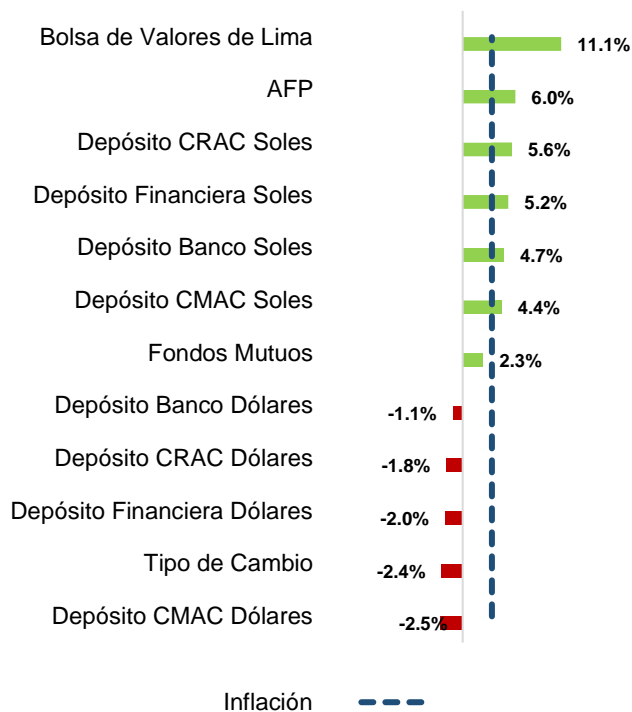 Bolsa de Valores de Lima 11.1%
AFP 6.0%
Depósito CRAC Soles 5.6%
Depósito Financiera Soles 5.2%
Depósito Banco Soles 4.7%
Depósito CMAC Soles 4.4%
Fondos Mutuos 2.3%
Depósito Banco Dólares -1.1%
Depósito CRAC Dólares -1.8%
Depósito Financiera Dólares -2.0%
Tipo de Cambio -2.4%
Depósito CMAC Dólares -2.5%
Inflación